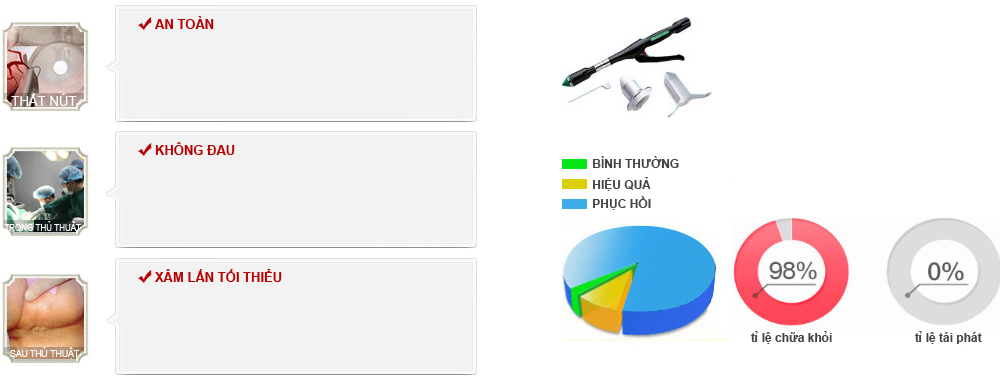 AN TOÀN
THẮT NÚT
KHÔNG ĐAU
TRONG THỦ THUẬT
XÂM LẤN TỐI THIỂU
SAU THỦ THUẬT
BÌNH THƯỜNG
HIỆU QUẢ
PHỤC HỒI
98%
0%
tỉ lệ chữa khỏi
tỉ lệ tái phát